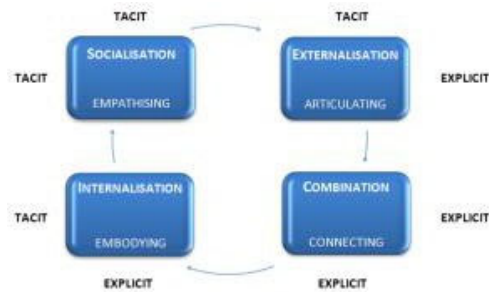 TACIT TACIT
SOCIALISATION EXTERNALISATION
TACIT EXPLICIT
EMPATHISING ARTICULATING
INTERNALISATION COMBINATION
TACIT EXPLICIT
EMBODYING CONNECTING
EXPLICIT EXPLICIT